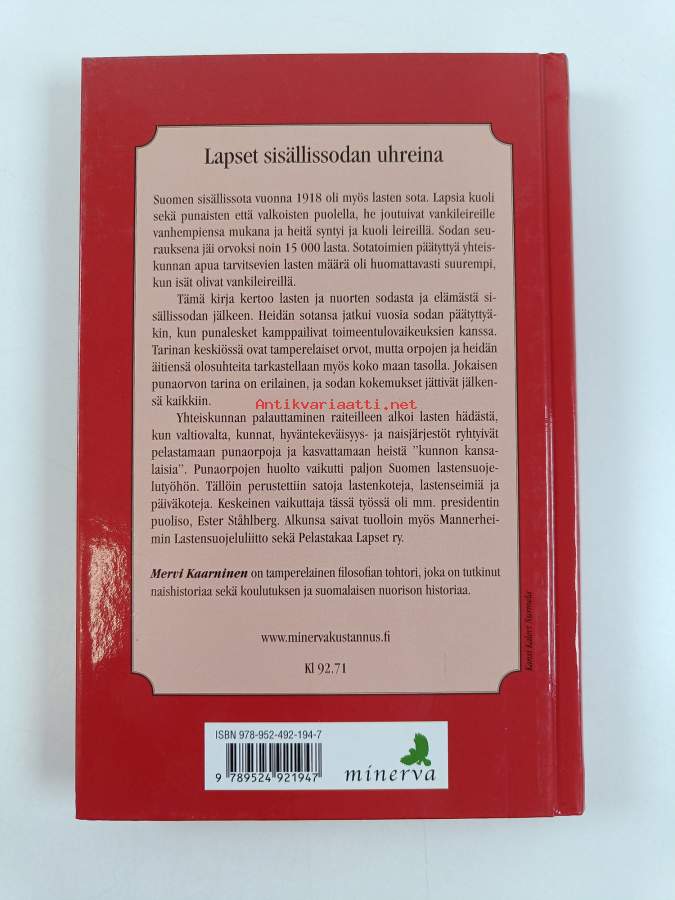 Lapset sisällissodan uhreina
Suomen sisällissota vuonna 1918 oli myös lasten sota. Lapsia kuoli
sekä punaisten että valkoisten puolella, he joutuivat vankileireille
vanhempiensa mukana ja heitä syntyi ja kuoli leireillä. Sodan seu-
rauksena jäi orvoksi noin 15 000 lasta. Sotatoimien päätyttyä yhteis-
kunnan apua tarvitsevien lasten määrä oli huomattavasti suurempi,
kun isät olivat vankileireillä.
Tämä kirja kertoo lasten ja nuorten sodasta ja elämästä si-
sällissodan jälkeen. Heidän sotansa jatkui vuosia sodan päätyttyä-
kin, kun punalesket kamppailivat toimeentulovaikeuksien kanssa.
Tarinan keskiössä ovat tamperelaiset orvot, mutta orpojen ja heidän
äitiensä olosuhteita tarkastellaan myös koko maan tasolla. Jokaisen
punaorvon tarina on erilainen, ja sodan kokemukset jättivät jälken-
sä kaikkiin.
Antikvariaatti.net
Yhteiskunnan palauttaminen raiteilleen alkoi lasten hädästä,
kun valtiovalta, kunnat, hyväntekeväisyys- ja naisjärjestöt ryhtyivät
pelastamaan punaorpoja ja kasvattamaan heistä "kunnon kansa-
laisia". Punaorpojen huolto vaikutti paljon Suomen lastensuoje-
lutyöhön. Tällöin perustettiin satoja lastenkoteja, lastenseimiä ja
päiväkoteja. Keskeinen vaikuttaja tässä työssä oli mm. presidentin
puoliso, Ester Ståhlberg. Alkunsa saivat tuolloin myös Mannerhei-
min Lastensuojeluliitto sekä Pelastakaa Lapset ry.
Mervi Kaarninen on tamperelainen filosofian tohtori, joka on tutkinut
naishistoriaa sekä koulutuksen ja suomalaisen nuorison historiaa.
www.minervakustannus.fi
Kl 92.71
Kansi Kalevi Nurmela
ISBN 978-952-492-194-7
9 789524 921947
minerva